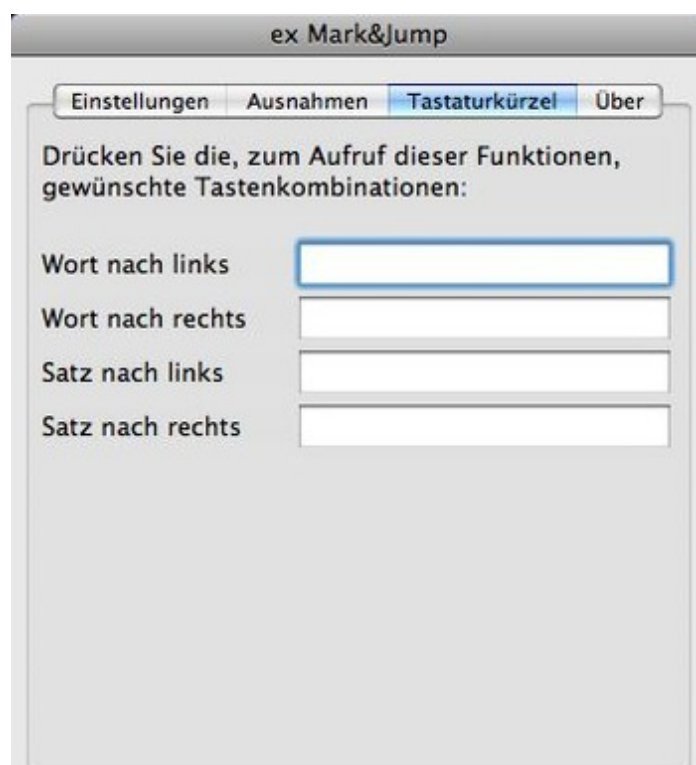 ex Mark&Jump
Einstellungen Ausnahmen Tastaturkürzel Über
Drücken Sie die, zum Aufruf dieser Funktionen,
gewünschte Tastenkombinationen:
Wort nach links
Wort nach rechts
Satz nach links
Satz nach rechts